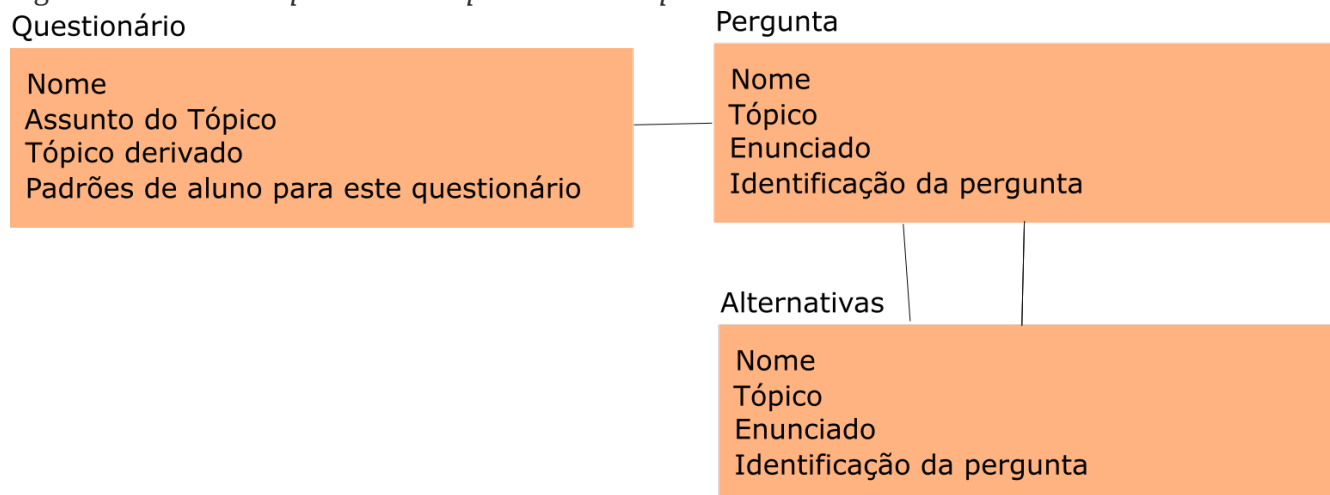 Questionário
Nome
Assunto do Tópico
Tópico derivado
Padrões de aluno para este questionário
Pergunta
Nome
Tópico
Enunciado
Identificação da pergunta
Alternativas
Nome
Tópico
Enunciado
Identificação da pergunta